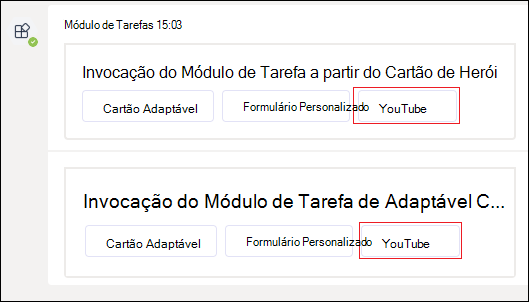 Módulo de Tarefas 15:03
Invocação do Módulo de Tarefa a partir do Cartão de Herói
Cartão Adaptável Formulário Personalizado YouTube
Invocação do Módulo de Tarefa de Adaptável C...
Cartão Adaptável Formulário Personalizado YouTube